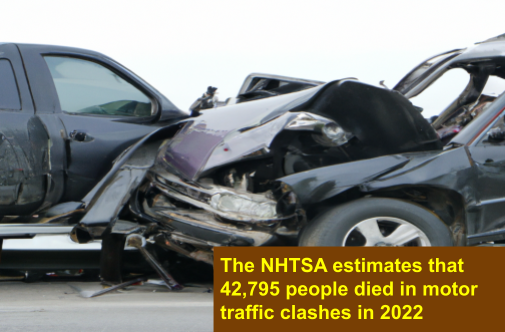 The NHTSA estimates that
42,795 people died in motor
traffic clashes in 2022